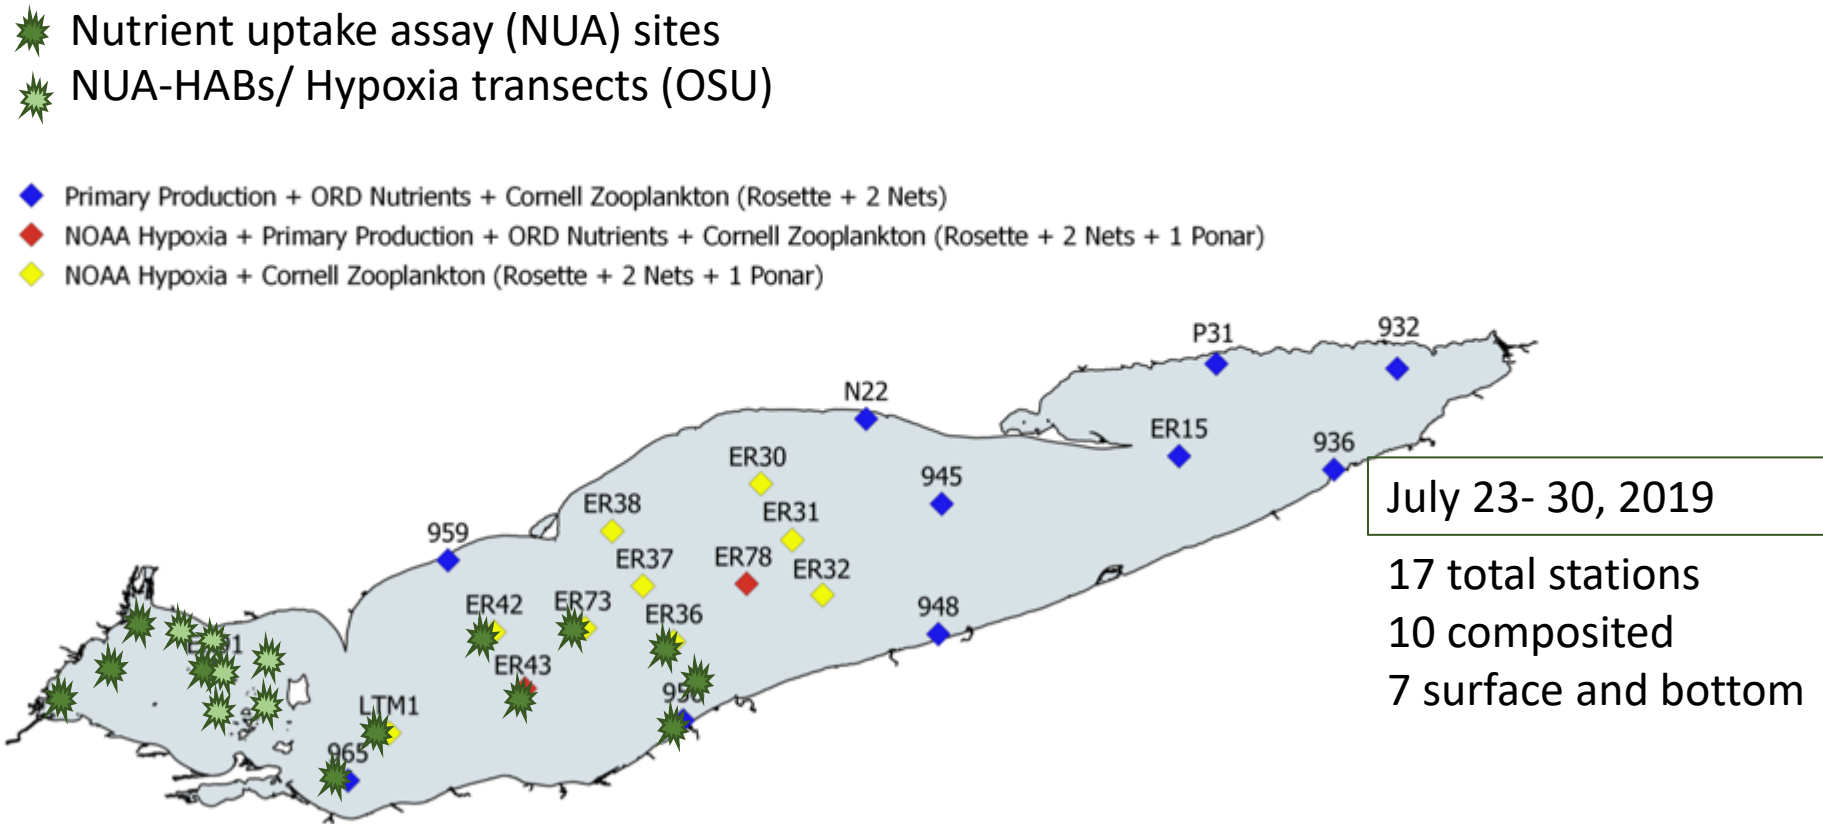 Nutrient uptake assay (NUA) sites
NUA-HABs/ Hypoxia transects (OSU)
Primary Production + ORD Nutrients + Cornell Zooplankton (Rosette + 2 Nets)
NOAA Hypoxia + Primary Production + ORD Nutrients + Cornell Zooplankton (Rosette + 2 Nets + 1 Ponar)
NOAA Hypoxia + Cornell Zooplankton (Rosette + 2 Nets + 1 Ponar)
932
P31
N22
ER15
936
ER30
945
ER38
ER31
959
ER37
ER78
ER32
ER42
ER73
ER36
948
ER43
LTM1
965
July 23- 30, 2019
17 total stations
10 composited
7 surface and bottom